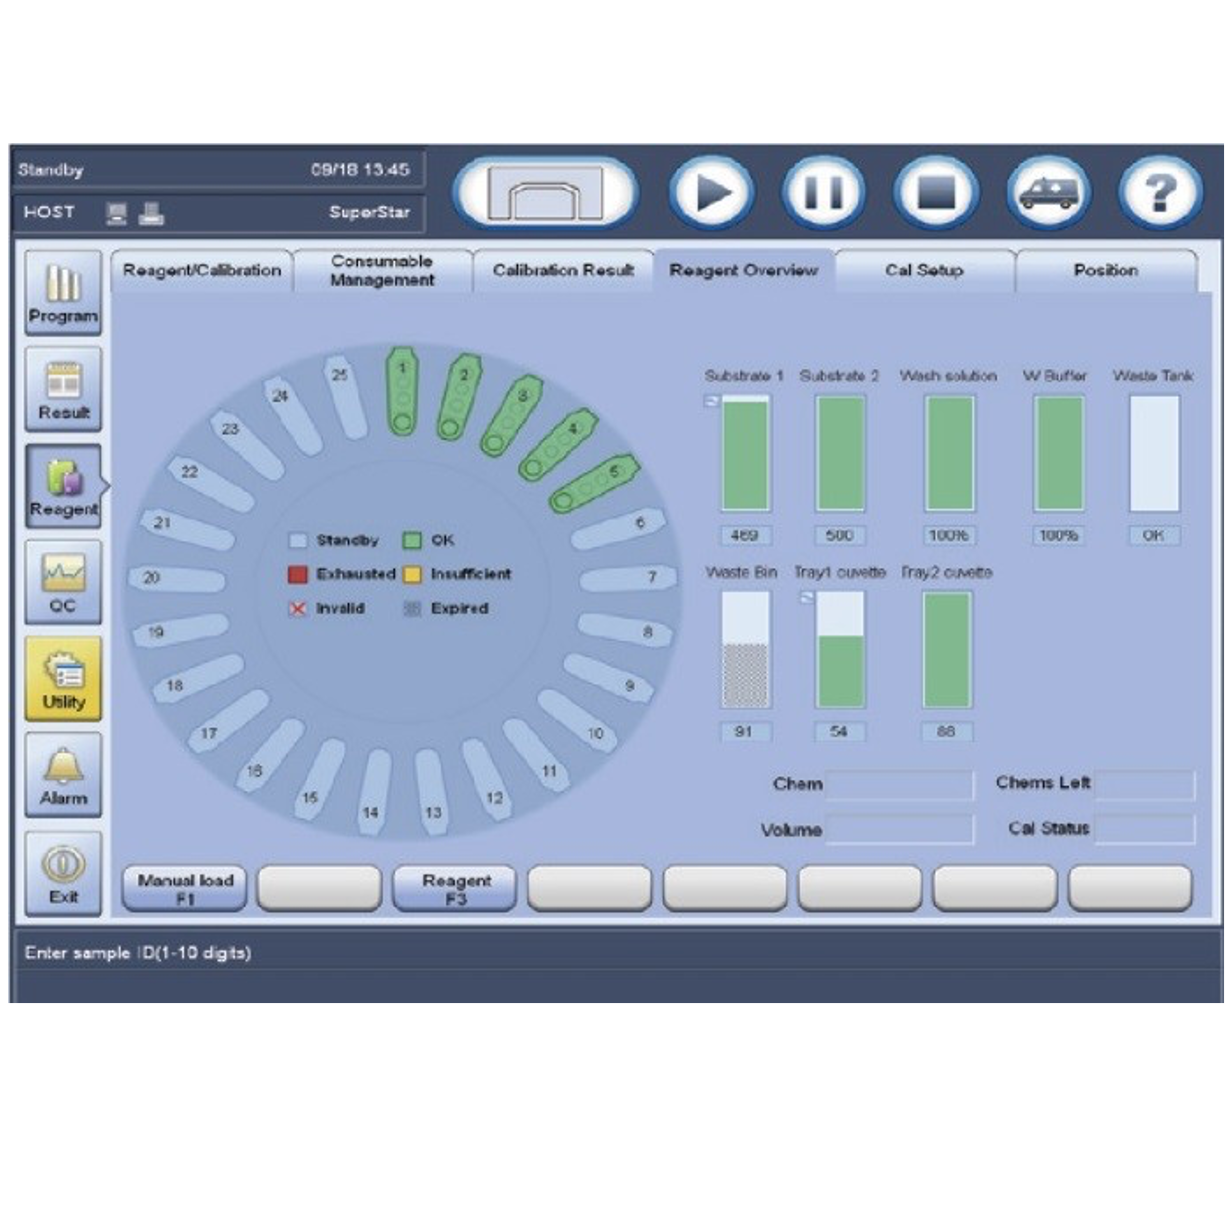 Standby 09/18 13:45
HOST SuperStar
?
Reagent/Calibration
Consumable
Management
Calibration Result
Reagent Overview
Cal Setup
Position
Program
Result
Reagent
QC
Utility
Alarm
Exit
1
2
3
4
5
6
7
8
9
10
11
12
13
14
15
16
17
18
19
20
21
22
23
24
25
Standby OK
Exhausted Insufficient
Invalid Expired
Substrate 1 Substrate 2 Wash solution W Buffer Waste Tank
469 500 100% 100% OK
Waste Bin Tray1 cuvette Tray2 cuvette
91 54 88
Chem Chems Left
Volume Cal Status
Manual load
F1
Reagent
F3
Enter sample ID(1-10 digits)